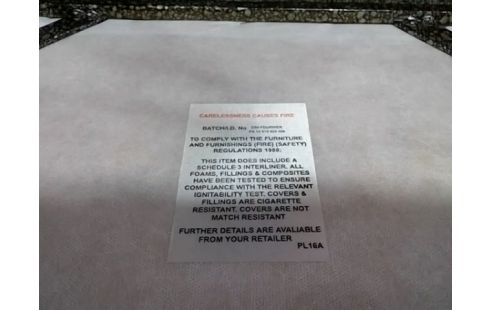 CARELESSNESS CAUSES FIRE
BATCH/I.D. No
TO COMPLY WITH THE FURNITURE
AND FURNISHINGS (FIRE) (SAFETY)
REGULATIONS 1988:
THIS ITEM DOES INCLUDE A
SCHEDULE 3 INTERLINER. ALL
FOAMS, FILLINGS & COMPOSITES
HAVE BEEN TESTED TO ENSURE
COMPLIANCE WITH THE RELEVANT
IGNITABILITY TEST. COVERS &
FILLINGS ARE CIGARETTE
RESISTANT. COVERS ARE NOT
MATCH RESISTANT
FURTHER DETAILS ARE AVALIABLE
FROM YOUR RETAILER
PL16A